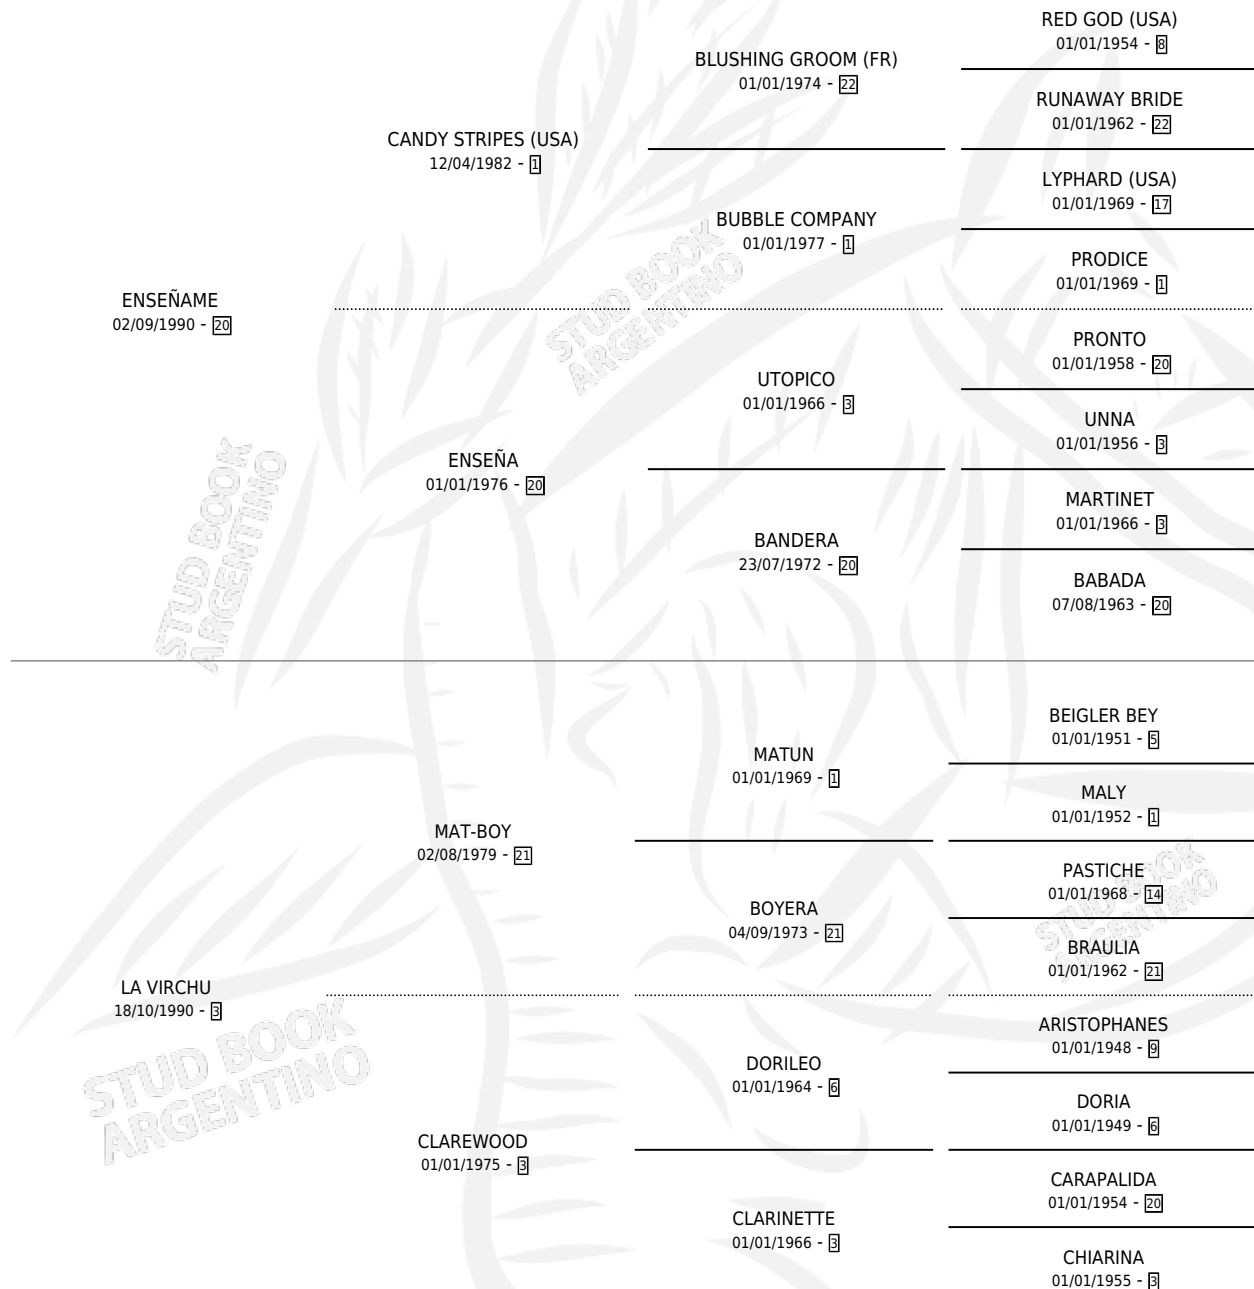 RED GOD (USA)
01/01/1954 - 8
BLUSHING GROOM (FR)
01/01/1974 - 22
RUNAWAY BRIDE
01/01/1962 - 22
CANDY STRIPES (USA)
12/04/1982 - 1
LYPHARD (USA)
01/01/1969 - 17
BUBBLE COMPANY
01/01/1977 - 1
PRODICE
01/01/1969 - 1
ENSEÑAME
02/09/1990 - 20
PRONTO
01/01/1958 - 20
UTOPICO
01/01/1966 - 3
UNNA
01/01/1956 - 3
ENSEÑA
01/01/1976 - 20
MARTINET
01/01/1966 - 3
BANDERA
23/07/1972 - 20
BABADA
07/08/1963 - 20
BEIGLER BEY
01/01/1951 - 5
MATUN
01/01/1969 - 1
MALY
01/01/1952 - 1
MAT-BOY
02/08/1979 - 21
PASTICHE
01/01/1968 - 14
BOYERA
04/09/1973 - 21
BRAULIA
01/01/1962 - 21
LA VIRCHU
18/10/1990 - 3
ARISTOPHANES
01/01/1948 - 9
DORILEO
01/01/1964 - 6
DORIA
01/01/1949 - 6
CLAREWOOD
01/01/1975 - 3
CARAPALIDA
01/01/1954 - 20
CLARINETTE
01/01/1966 - 3
CHIARINA
01/01/1955 - 3
STUD BOOK
ARGENTINO
STUD BOOK
ARGENTINO
STUD BOOK
ARGENTINO
STUD BOOK
ARGENTINO